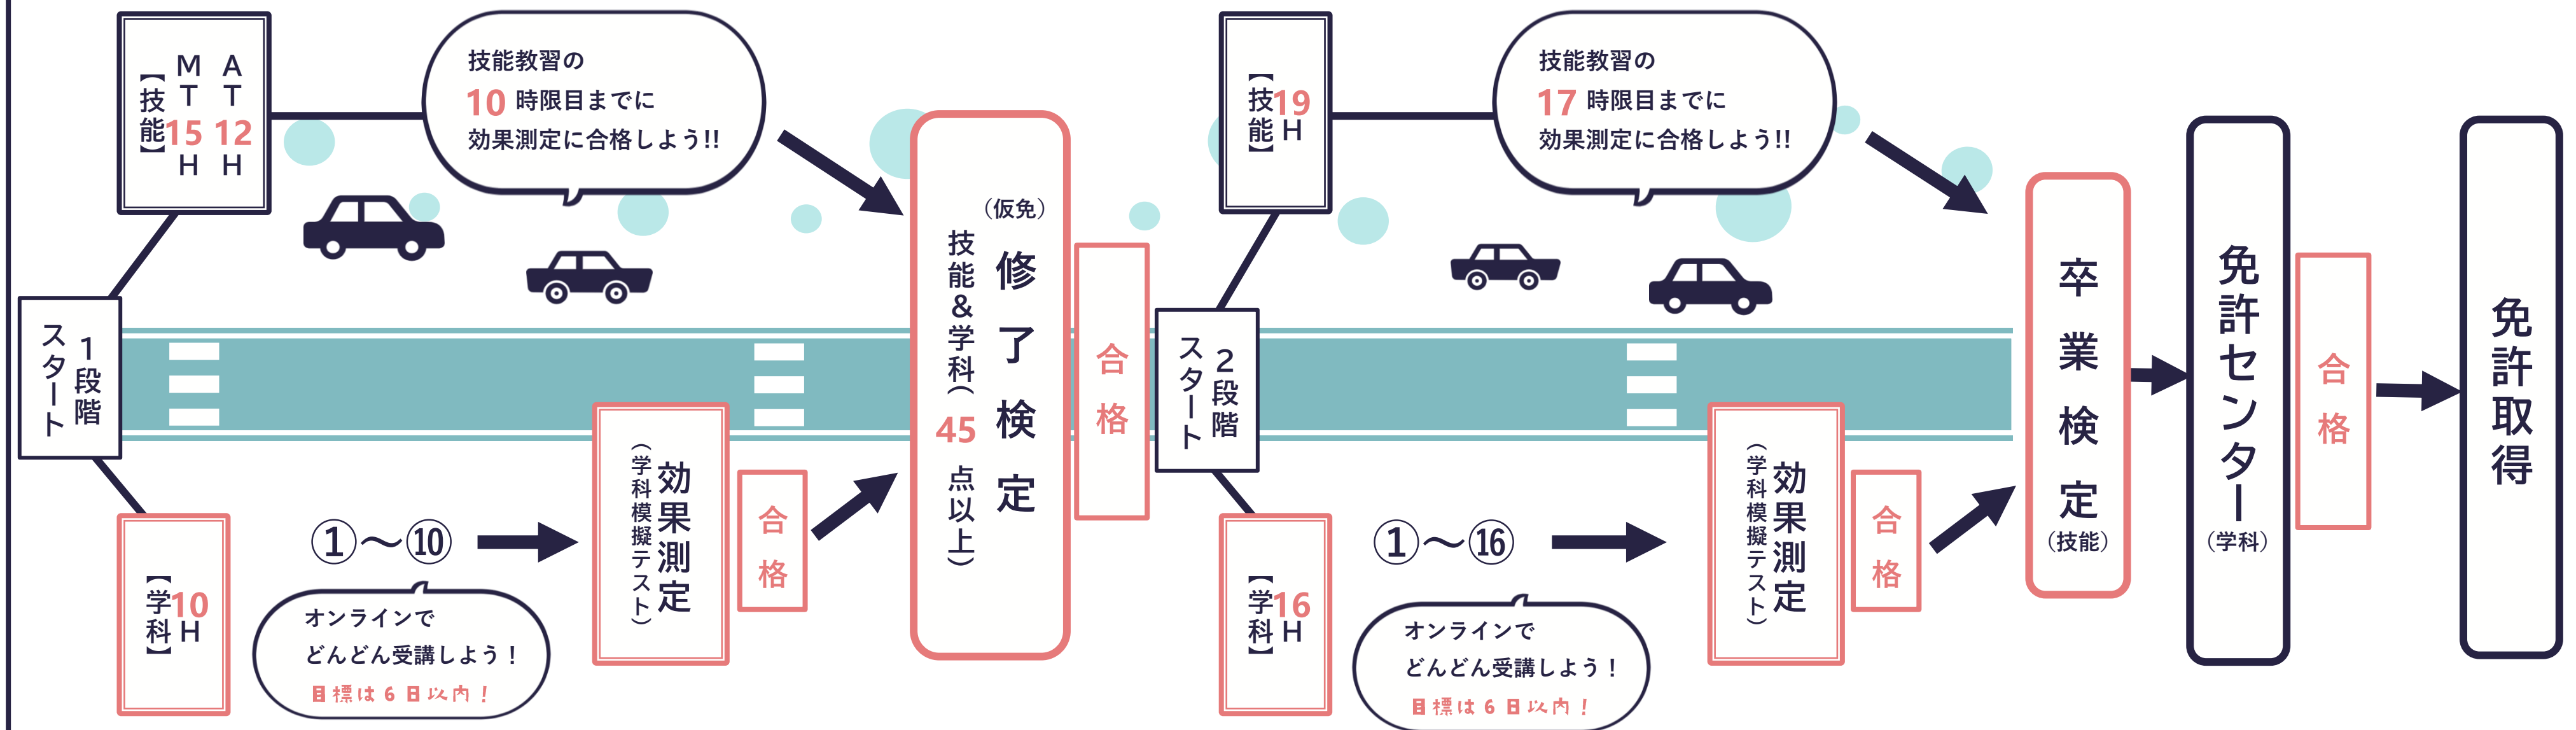 1段階
スタート
【技能】
MT15H
AT12H
技能教習の
10時限目までに
効果測定に合格しよう!!
【学科】
10H
①～⑩
オンラインで
どんどん受講しよう！
目標は6日以内！
効果測定
（学科模擬テスト）
合格
（仮免）
修了検定
技能＆学科（45点以上）
合格
2段階
スタート
【技能】
19H
技能教習の
17時限目までに
効果測定に合格しよう!!
【学科】
16H
①～⑯
オンラインで
どんどん受講しよう！
目標は6日以内！
効果測定
（学科模擬テスト）
合格
卒業検定
（技能）
免許センター
（学科）
合格
免許取得